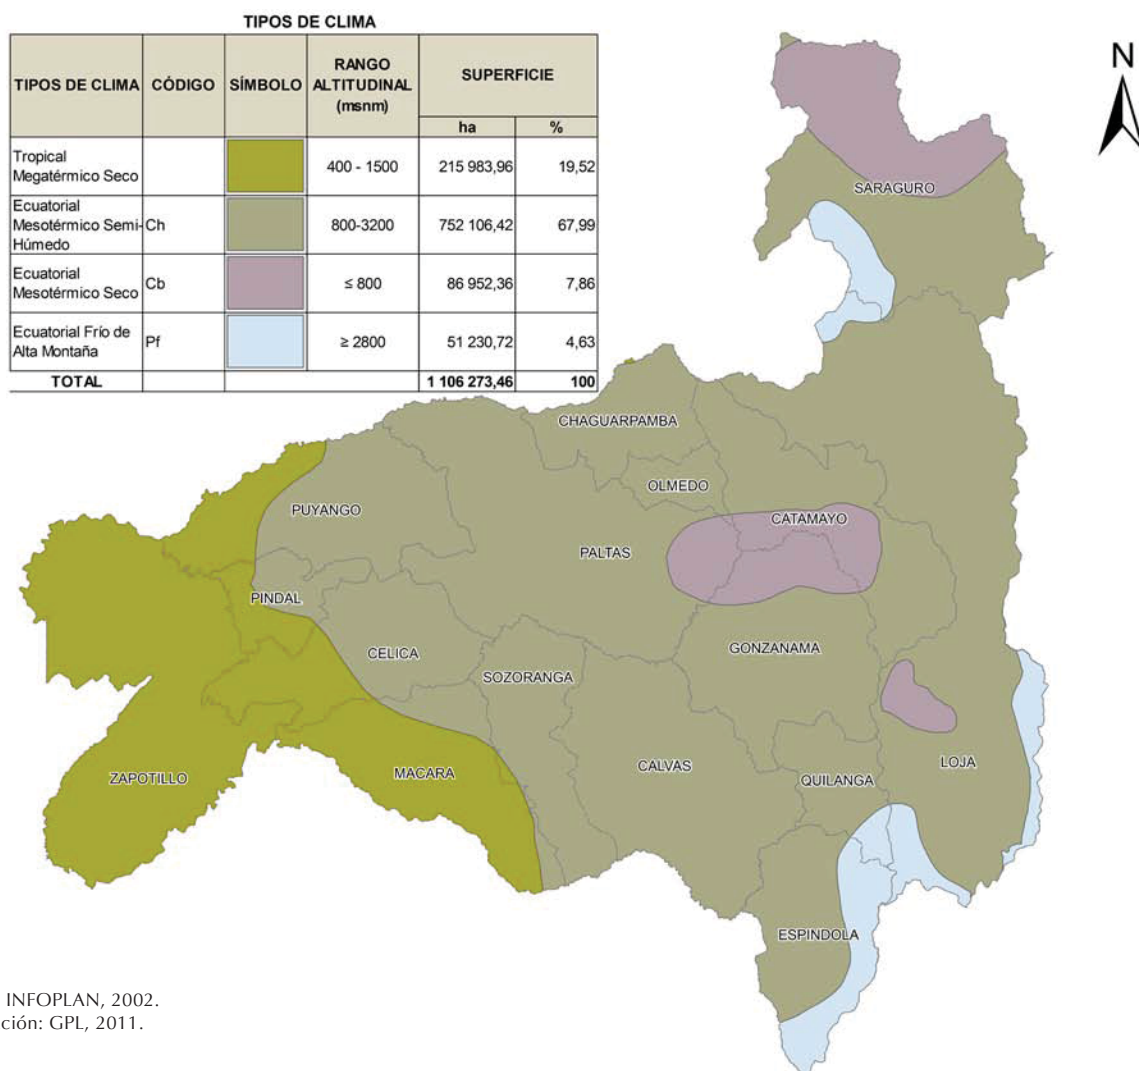 TIPOS DE CLIMA
TIPOS DE CLIMA CÓDIGO SÍMBOLO RANGO ALTITUDINAL (msnm) SUPERFICIE
ha %
Tropical
Megatérmico Seco 400 - 1500 215 983,96 19,52
Ecuatorial
Mesotérmico Semi- Ch 800-3200 752 106,42 67,99
Húmedo
Ecuatorial
Mesotérmico Seco Cb ≤ 800 86 952,36 7,86
Ecuatorial Frío de
Alta Montaña Pf ≥ 2800 51 230,72 4,63
TOTAL 1 106 273,46 100
N
SARAGURO
CHAGUARPAMBA
OLMEDO
PUYANGO
CATAMAYO
PALTAS
PINDAL
CELICA
GONZANAMA
SOZORANGA
ZAPOTILLO
MACARA
CALVAS
QUILANGA
LOJA
ESPINDOLA
INFOPLAN, 2002.
ción: GPL, 2011.